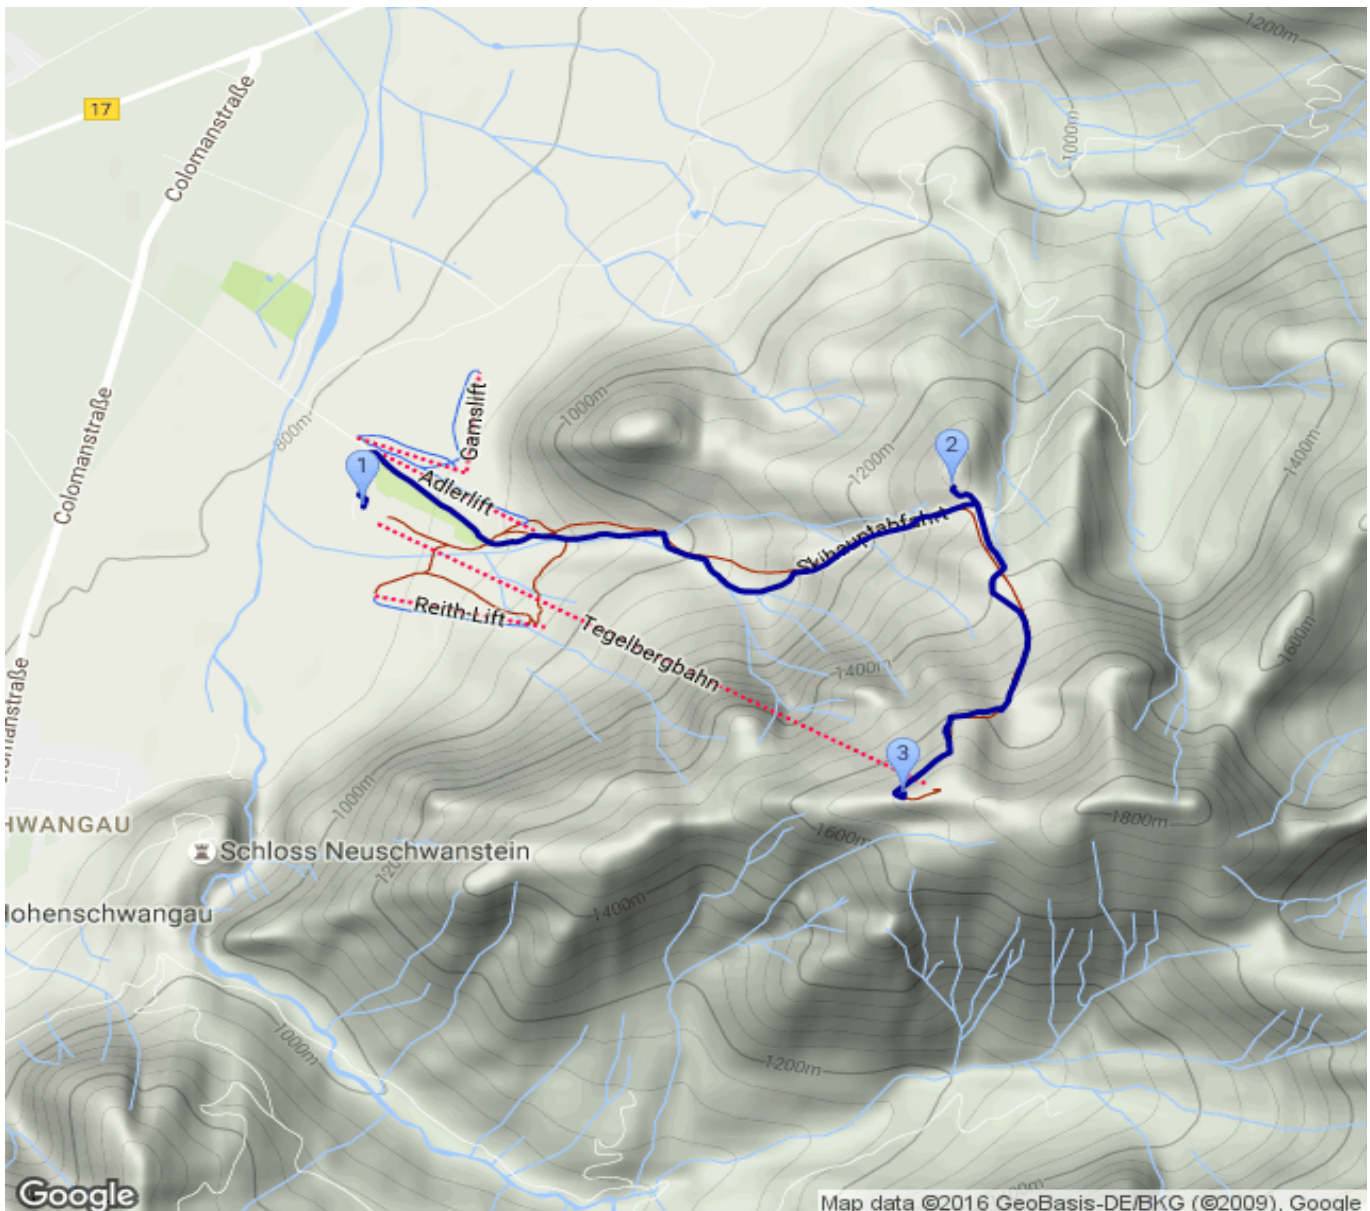 1200m
17
Colomanstraße
1000m
Gamslift
1000m
800m
Colomanstraße
1400m
1
2
1200m
Adlerlift
Skihauptabfahrt
Reith-Lift
Tegelbergbahn
1600m
1400m
3
1000m
1800m
HWANGAU
1600m
Schloss Neuschwanstein
1400m
1000m
1200m
Google
Map data ©2016 GeoBasis-DE/BKG (©2009), Google